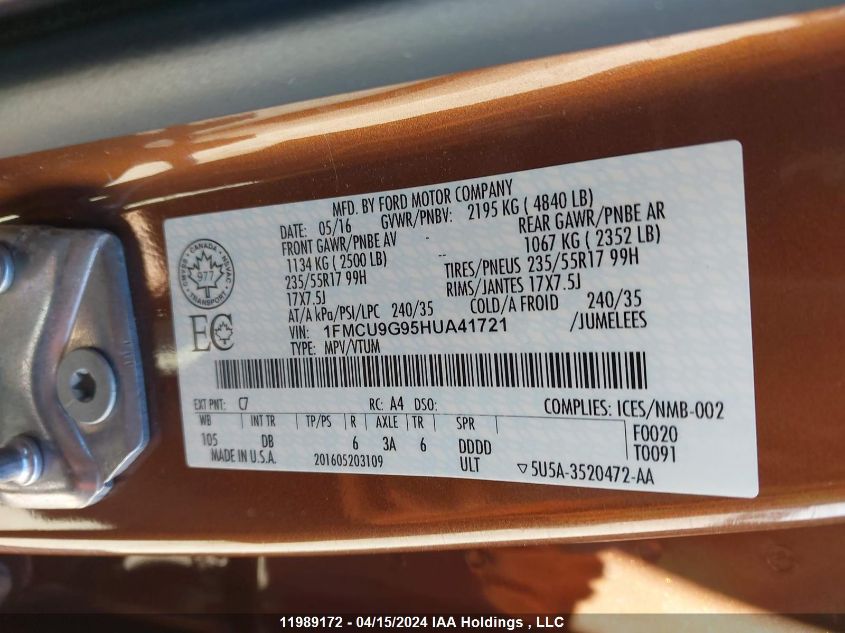 MFD. BY FORD MOTOR COMPANY
DATE: 05/16 GVWR/PNBV: 2195 KG ( 4840 LB)
FRONT GAWR/PNBE AV - REAR GAWR/PNBE AR
1134 KG ( 2500 LB) -- 1067 KG ( 2352 LB)
235/55R17 99H TIRES/PNEUS 235/55R17 99H
17X7.5J RIMS/JANTES 17X7.5J
AT/A kPa/PSI/LPC 240/35 COLD/A FROID 240/35
VIN: 1FMCU9G95HUA41721 /JUMELEES
TYPE: MPV/VTUM
CANADA
977
TRANSPORT
EC
EXT PNT: C7 RC: A4 DSO: COMPLIES: ICES/NMB-002
WB INT TR TP/PS R AXLE TR SPR F0020
105 DB 6 3A 6 DDDD T0091
MADE IN U.S.A. 201605203109 ULT ▽5U5A-3520472-AA
11989172 - 04/15/2024 IAA Holdings , LLC